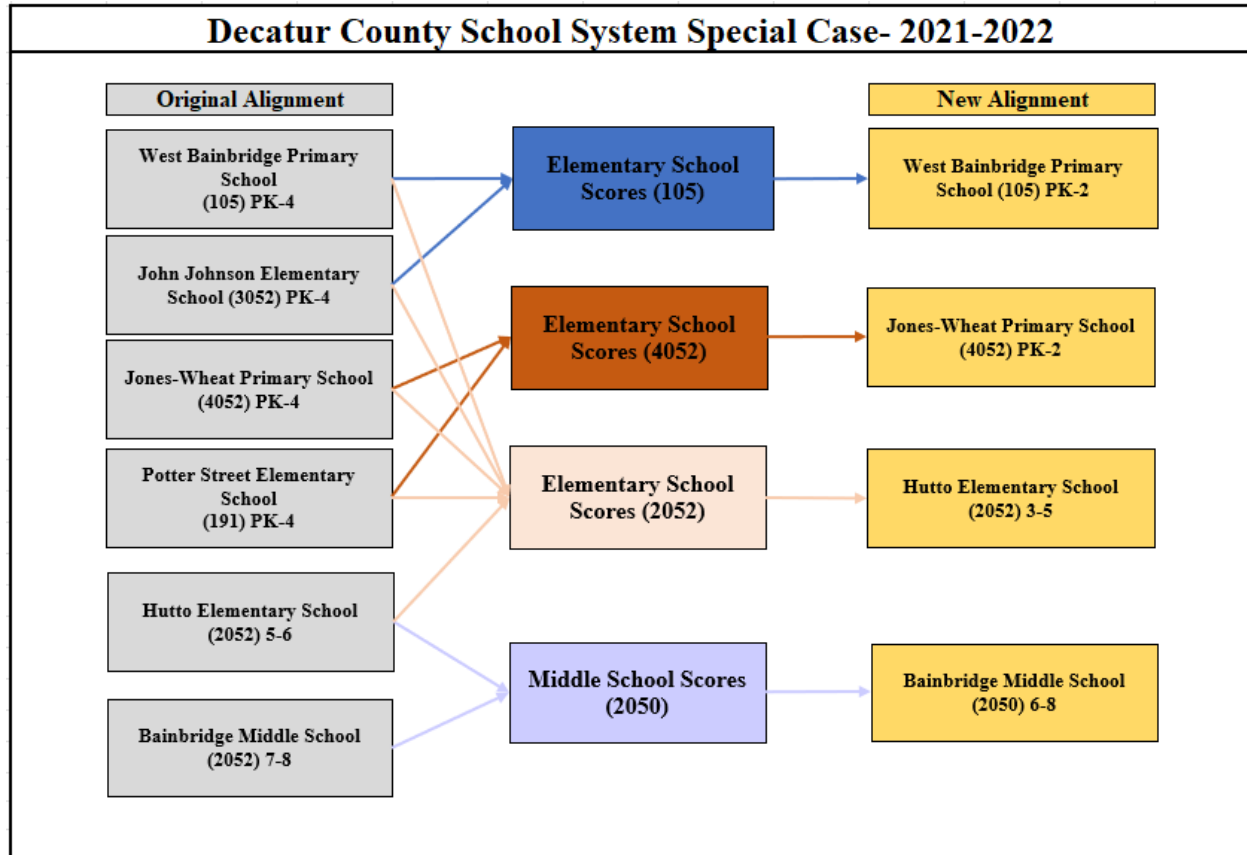 Decatur County School System Special Case- 2021-2022
Original Alignment
West Bainbridge Primary
School
(105) PK-4
John Johnson Elementary
School (3052) PK-4
Jones-Wheat Primary School
(4052) PK-4
Potter Street Elementary
School
(191) PK-4
Hutto Elementary School
(2052) 5-6
Bainbridge Middle School
(2052) 7-8
Elementary School
Scores (105)
Elementary School
Scores (4052)
Elementary School
Scores (2052)
Middle School Scores
(2050)
New Alignment
West Bainbridge Primary
School (105) PK-2
Jones-Wheat Primary School
(4052) PK-2
Hutto Elementary School
(2052) 3-5
Bainbridge Middle School
(2050) 6-8